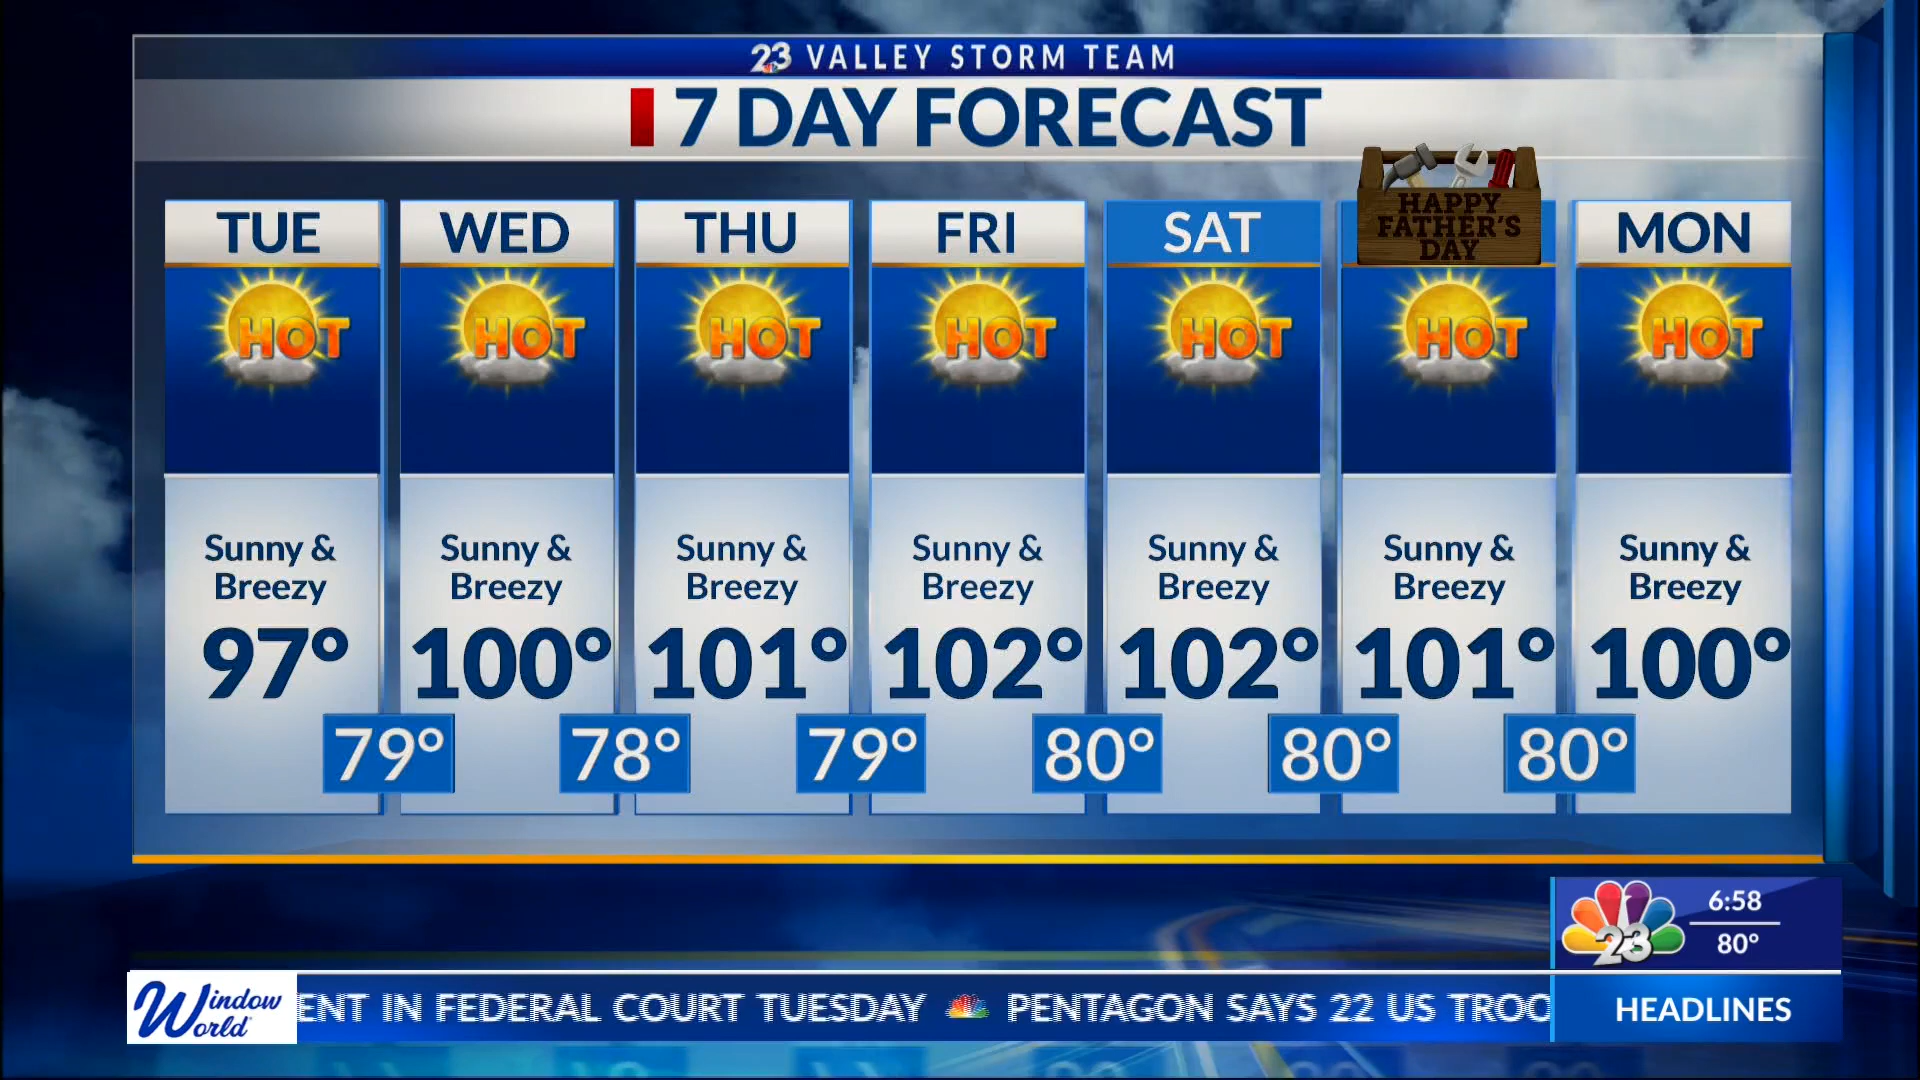 23 VALLEY STORM TEAM
7 DAY FORECAST
TUE
WED
THU
FRI
SAT
HAPPY
FATHER'S
DAY
MON
HOT
HOT
HOT
HOT
HOT
HOT
HOT
Sunny &
Breezy
97°
Sunny &
Breezy
100°
Sunny &
Breezy
101°
Sunny &
Breezy
102°
Sunny &
Breezy
102°
Sunny &
Breezy
101°
Sunny &
Breezy
100°
79°
78°
79°
80°
80°
80°
23
6:58
80°
Window
World
ENT IN FEDERAL COURT TUESDAY PENTAGON SAYS 22 US TROO
HEADLINES